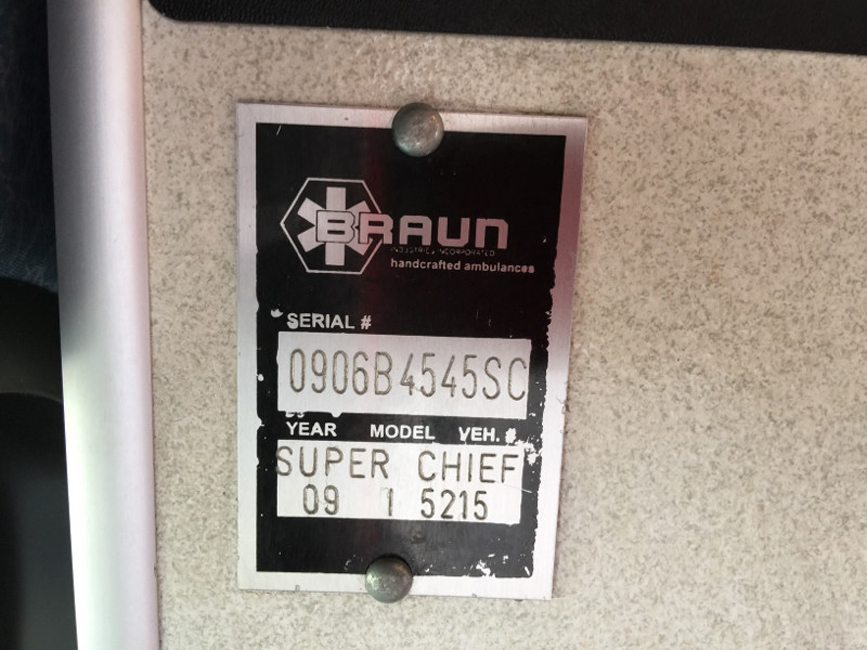 BRAUN
INDUSTRIES, INCORPORATED
handcrafted ambulances
SERIAL #
0906B4545SC
YEAR MODEL VEH. #
SUPER CHIEF
09 1 5215